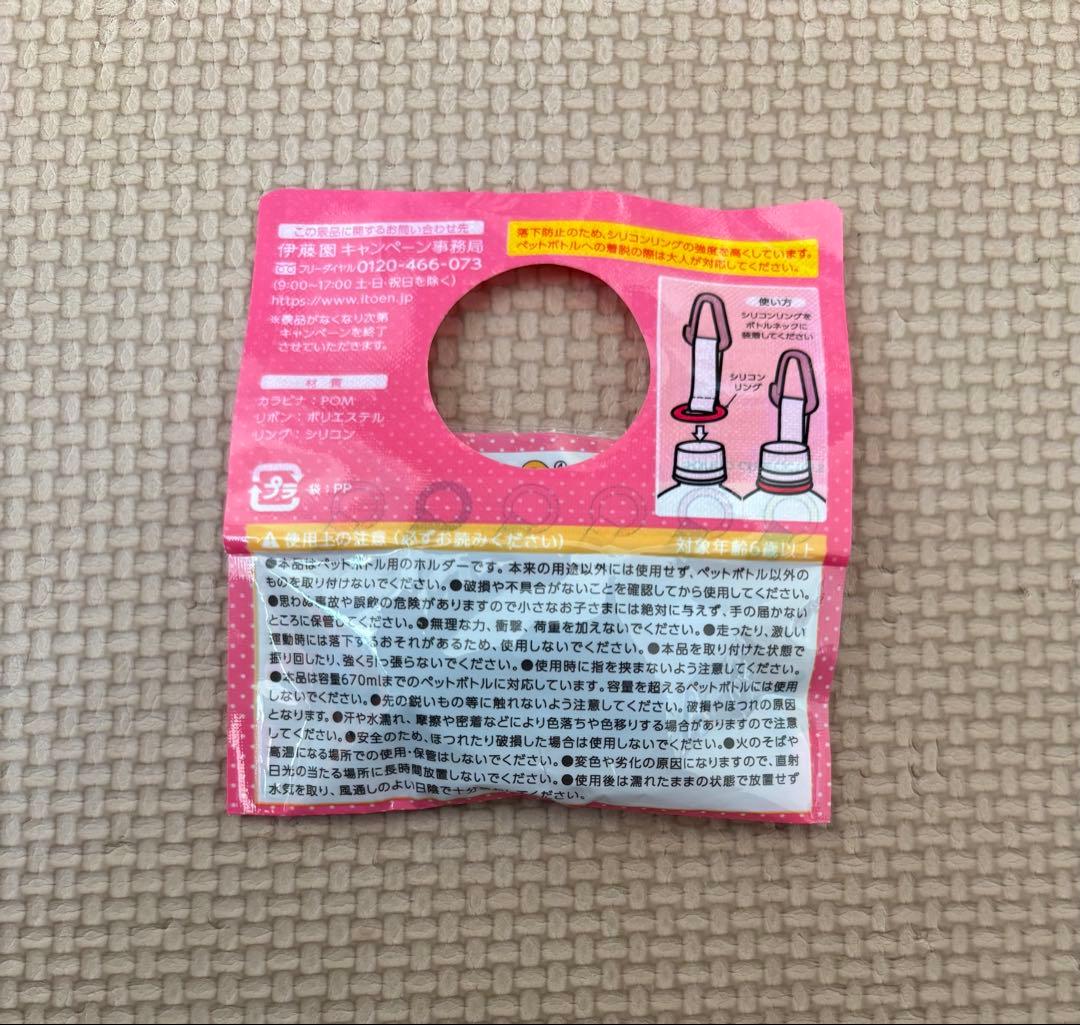 この景品に関するお問い合わせ先
伊藤園 キャンペーン事務局
フリーダイヤル 0120-466-073
(9:00~17:00 土・日・祝日を除く)
https://www.itoen.jp
※景品がなくなり次第
キャンペーンを終了
させていただきます。
材 質
カラビナ：POM
リボン：ポリエステル
リング：シリコン
プラ
袋：PP
落下防止のため、シリコンリングの強度を高くしています。
ペットボトルへの着脱の際は大人が対応してください。
使い方
シリコンリングを
ボトルネックに
装着してください
シリコン
リング
使用上の注意（必ずお読みください） 対象年齢6歳以上
●本品はペットボトル用のホルダーです。本来の用途以外には使用せず、ペットボトル以外の
ものを取り付けないでください。●破損や不具合がないことを確認してから使用してください。
●思わぬ事故や誤飲の危険がありますので小さなお子さまには絶対に与えず、手の届かない
ところに保管してください。●無理な力、衝撃、荷重を加えないでください。●走ったり、激しい
運動時には落下するおそれがあるため、使用しないでください。●本品を取り付けた状態で
振り回したり、強く引っ張らないでください。●使用時に指を挟まないよう注意してください。
●本品は容量670mlまでのペットボトルに対応しています。容量を超えるペットボトルには使用
しないでください。●先の鋭いもの等に触れないよう注意してください。破損やほつれの原因
となります。●汗や水濡れ、摩擦や密着などにより色落ちや色移りする場合がありますので注意
してください。●安全のため、ほつれたり破損した場合は使用しないでください。●火のそばや
高温になる場所での使用・保管はしないでください。●変色や劣化の原因になりますので、直射
日光の当たる場所に長時間放置しないでください。●使用後は濡れたままの状態で放置せず
水気を取り、風通しのよい日陰で十分ください。